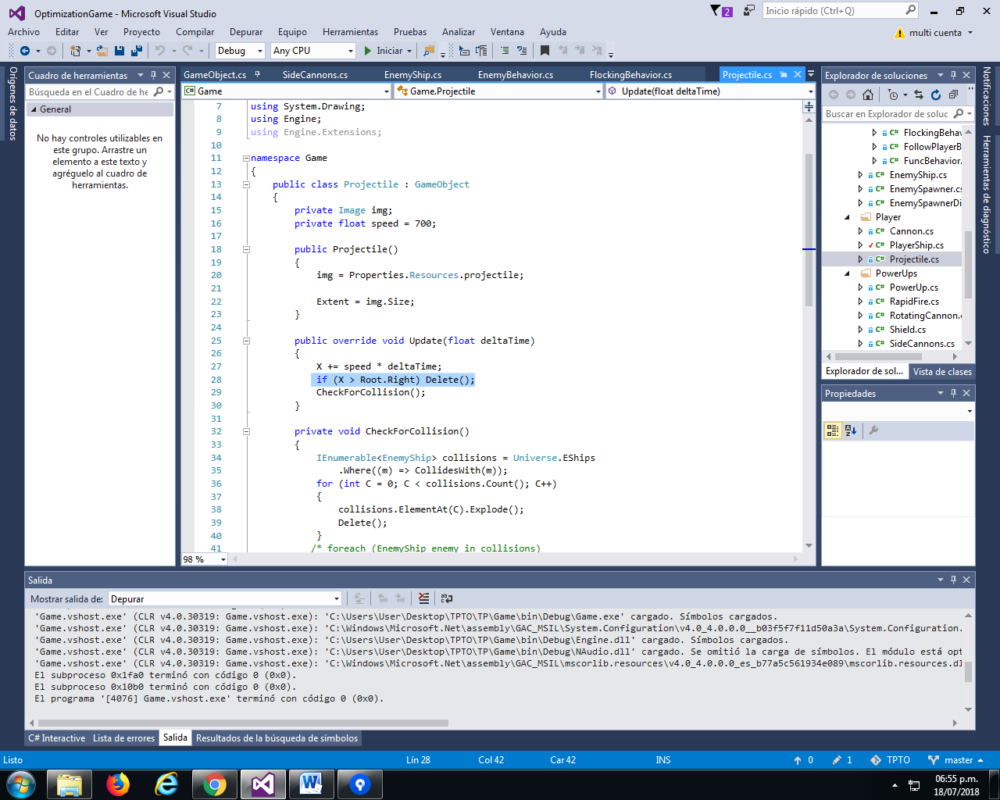 OptimizationGame - Microsoft Visual Studio
2
Inicio rápido (Ctrl+Q)
Archivo Editar Ver Proyecto Compilar Depurar Equipo Herramientas Pruebas Analizar Ventana Ayuda
multi cuenta
Debug Any CPU Iniciar
Orígenes de datos
Cuadro de herramientas
Búsqueda en el Cuadro de he
General
No hay controles utilizables en
este grupo. Arrastre un
elemento a este texto y
agréguelo al cuadro de
herramientas.
GameObject.cs SideCannons.cs EnemyShip.cs EnemyBehavior.cs FlockingBehavior.cs Projectile.cs
C# Game Game.Projectile Update(float deltaTime)
7 using System.Drawing;
8 using Engine;
9 using Engine.Extensions;
10
11 namespace Game
12 {
13 public class Projectile : GameObject
14 {
15 private Image img;
16 private float speed = 700;
17
18 public Projectile()
19 {
20 img = Properties.Resources.projectile;
21
22 Extent = img.Size;
23 }
24
25 public override void Update(float deltaTime)
26 {
27 X += speed * deltaTime;
28 if (X > Root.Right) Delete();
29 CheckForCollision();
30 }
31
32 private void CheckForCollision()
33 {
34 IEnumerable<EnemyShip> collisions = Universe.EShips
35 .Where((m) => CollidesWith(m));
36 for (int C = 0; C < collisions.Count(); C++)
37 {
38 collisions.ElementAt(C).Explode();
39 Delete();
40 }
41 /* foreach (EnemyShip enemy in collisions)
98 %
Explorador de soluciones
Buscar en Explorador de soluc
C# FlockingBehav
C# FollowPlayerB
C# FuncBehavior.
C# EnemyShip.cs
C# EnemySpawner.cs
C# EnemySpawnerDi
Player
C# Cannon.cs
C# PlayerShip.cs
C# Projectile.cs
PowerUps
C# PowerUp.cs
C# RapidFire.cs
C# RotatingCannon.
C# Shield.cs
C# SideCannons.cs
Explorador de sol... Vista de clases
Propiedades
Notificaciones
Herramientas de diagnóstico
Salida
Mostrar salida de: Depurar
'Game.vshost.exe' (CLR v4.0.30319: Game.vshost.exe): 'C:\Users\User\Desktop\TPTO\TP\Game\bin\Debug\Game.exe' cargado. Símbolos cargados.
'Game.vshost.exe' (CLR v4.0.30319: Game.vshost.exe): 'C:\Windows\Microsoft.Net\assembly\GAC_MSIL\System.Configuration\v4.0_4.0.0.0__b03f5f7f11d50a3a\System.Configuration.
'Game.vshost.exe' (CLR v4.0.30319: Game.vshost.exe): 'C:\Users\User\Desktop\TPTO\TP\Game\bin\Debug\Engine.dll' cargado. Símbolos cargados.
'Game.vshost.exe' (CLR v4.0.30319: Game.vshost.exe): 'C:\Users\User\Desktop\TPTO\TP\Game\bin\Debug\NAudio.dll' cargado. Se omitió la carga de símbolos. El módulo está opt
'Game.vshost.exe' (CLR v4.0.30319: Game.vshost.exe): 'C:\Windows\Microsoft.Net\assembly\GAC_MSIL\mscorlib.resources\v4.0_4.0.0.0_es_b77a5c561934e089\mscorlib.resources.dl
El subproceso 0x1fa0 terminó con código 0 (0x0).
El subproceso 0x10b0 terminó con código 0 (0x0).
El programa '[4076] Game.vshost.exe' terminó con código 0 (0x0).
C# Interactive Lista de errores Salida Resultados de la búsqueda de símbolos
Listo Lín 28 Col 42 Car 42 INS 0 1 TPTO master
06:55 p.m.
18/07/2018